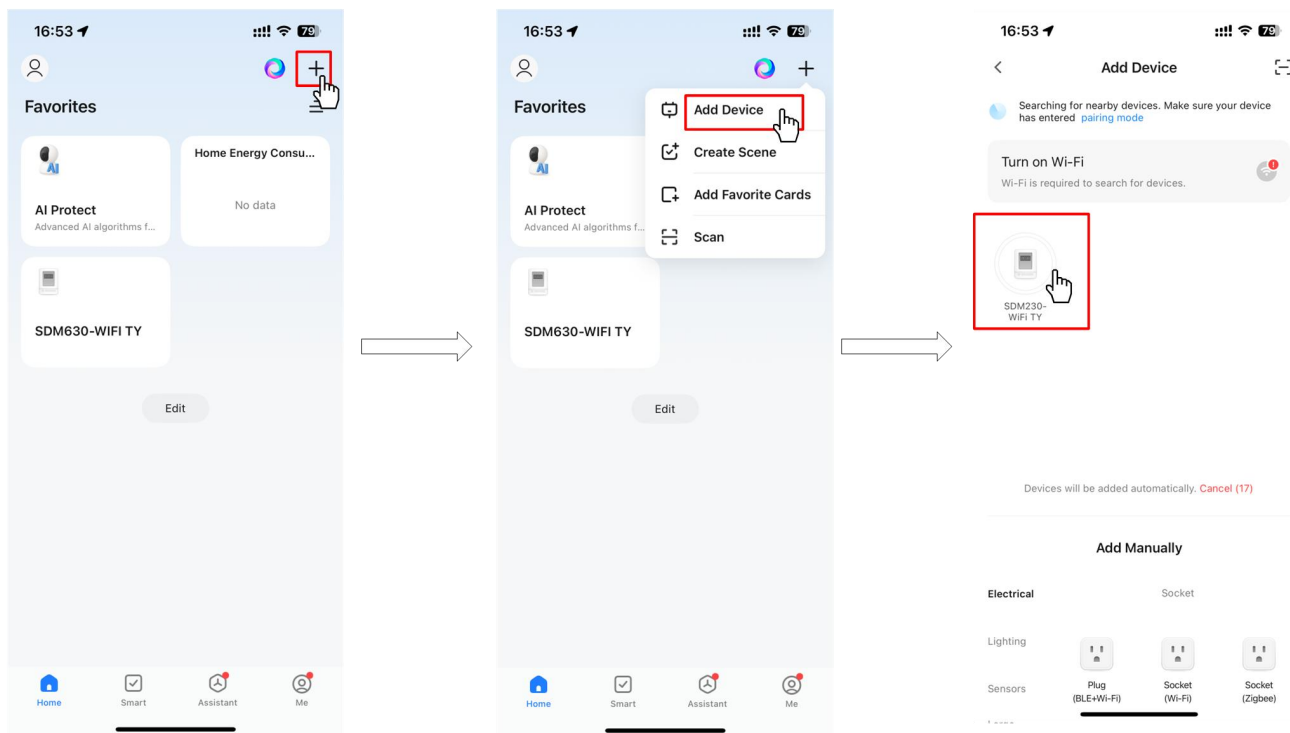 16:53
79
Favorites
AI
AI Protect
Advanced AI algorithms f...
Home Energy Consu...
No data
SDM630-WIFI TY
Edit
Home
Smart
Assistant
Me
16:53
79
Favorites
Add Device
Create Scene
Add Favorite Cards
Scan
AI
AI Protect
Advanced AI algorithms f...
SDM630-WIFI TY
Edit
Home
Smart
Assistant
Me
16:53
79
Add Device
Searching for nearby devices. Make sure your device
has entered pairing mode
Turn on Wi-Fi
Wi-Fi is required to search for devices.
SDM230-
WiFi TY
Devices will be added automatically. Cancel (17)
Add Manually
Electrical
Socket
Lighting
Sensors
Plug
(BLE+Wi-Fi)
Socket
(Wi-Fi)
Socket
(Zigbee)